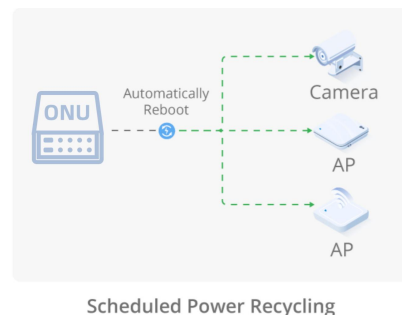 ONU
Automatically
Reboot
Camera
AP
AP
Scheduled Power Recycling